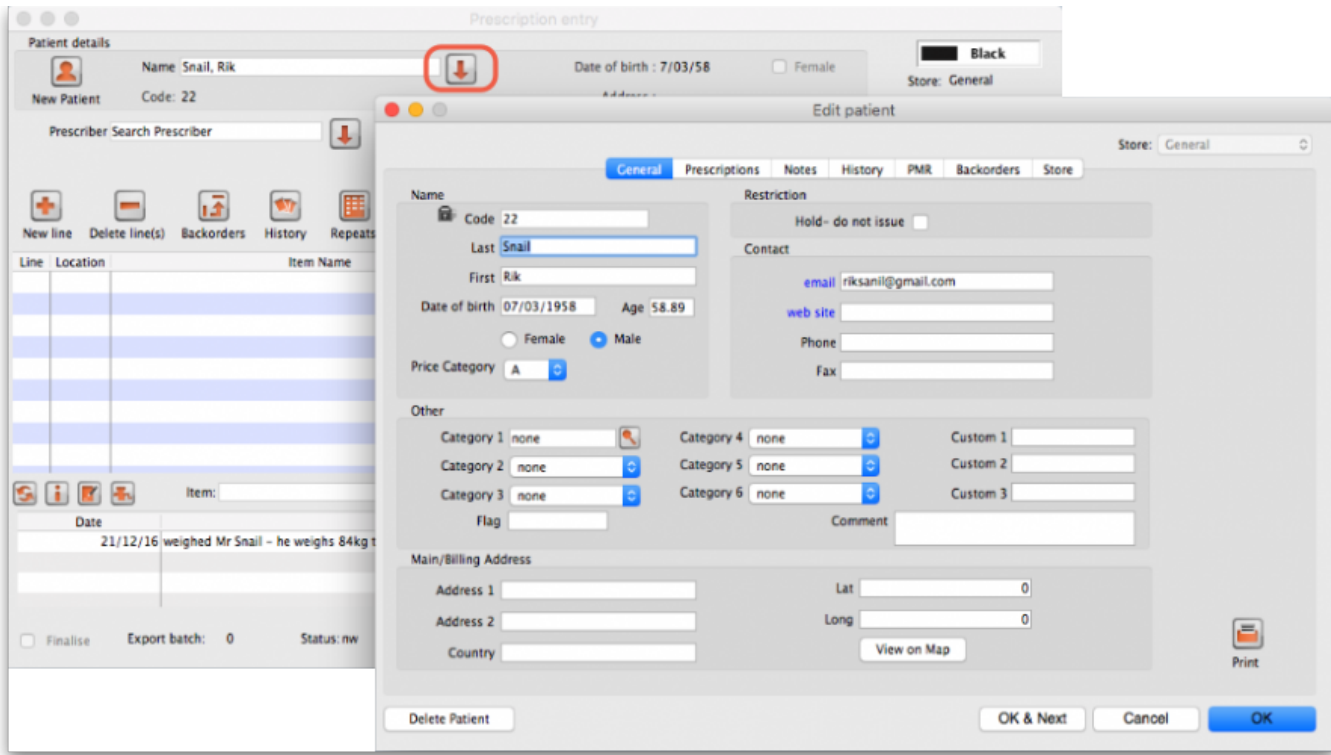 Prescription entry
Patient details
Name Snail, Rik
Date of birth : 7/03/58
Female
Black
New Patient
Code: 22
Address :
Store: General
Prescriber Search Prescriber
New line Delete line(s) Backorders History Repeats
Line Location Item Name
Item:
Date
21/12/16 weighed Mr Snail - he weighs 84kg t
Finalise Export batch: 0 Status: nw
Edit patient
Store: General
General Prescriptions Notes History PMR Backorders Store
Name
Code 22
Last Snail
First Rik
Date of birth 07/03/1958 Age 58.89
Female Male
Price Category A
Restriction
Hold- do not issue
Contact
email riksanil@gmail.com
web site
Phone
Fax
Other
Category 1 none Category 4 none Custom 1
Category 2 none Category 5 none Custom 2
Category 3 none Category 6 none Custom 3
Flag Comment
Main/Billing Address
Address 1 Lat 0
Address 2 Long 0
Country View on Map
Print
Delete Patient OK & Next Cancel OK